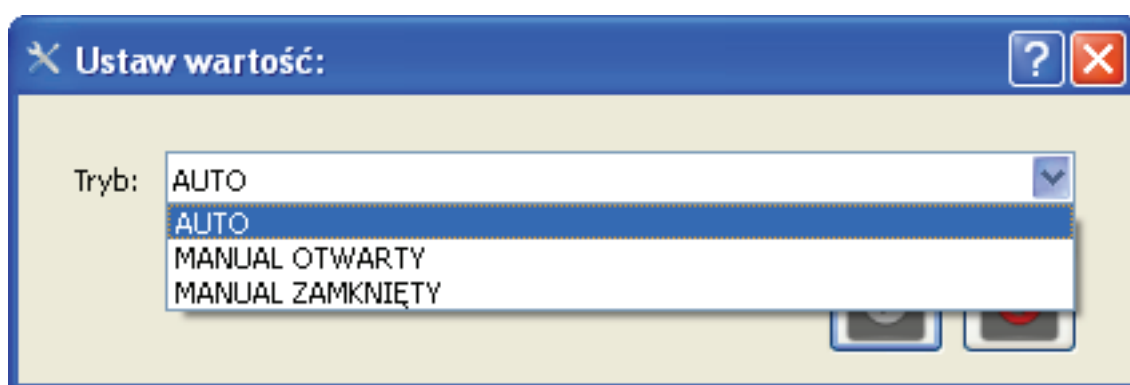 Ustaw wartość:
Tryb: AUTO
AUTO
MANUAL OTWARTY
MANUAL ZAMKNIĘTY